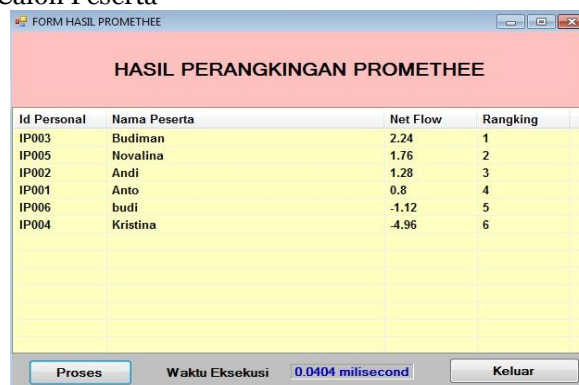 Calon Peserta
FORM HASIL PROMETHEE
HASIL PERANGKINGAN PROMETHEE
Id Personal Nama Peserta Net Flow Rangking
IP003 Budiman 2.24 1
IP005 Novalina 1.76 2
IP002 Andi 1.28 3
IP001 Anto 0.8 4
IP006 budi -1.12 5
IP004 Kristina -4.96 6
Proses Waktu Eksekusi 0.0404 milisecond Keluar